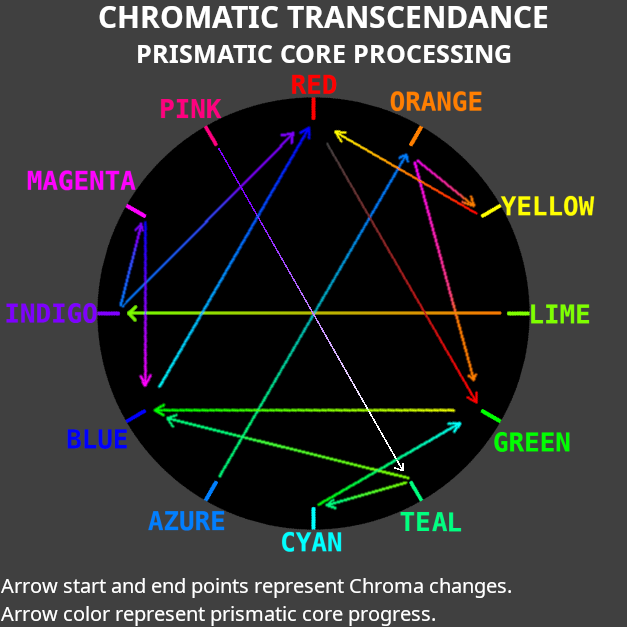 CHROMATIC TRANSCENDANCE
PRISMATIC CORE PROCESSING
RED
ORANGE
PINK
MAGENTA
YELLOW
INDIGO
LIME
BLUE
GREEN
AZURE
TEAL
CYAN
Arrow start and end points represent Chroma changes.
Arrow color represent prismatic core progress.